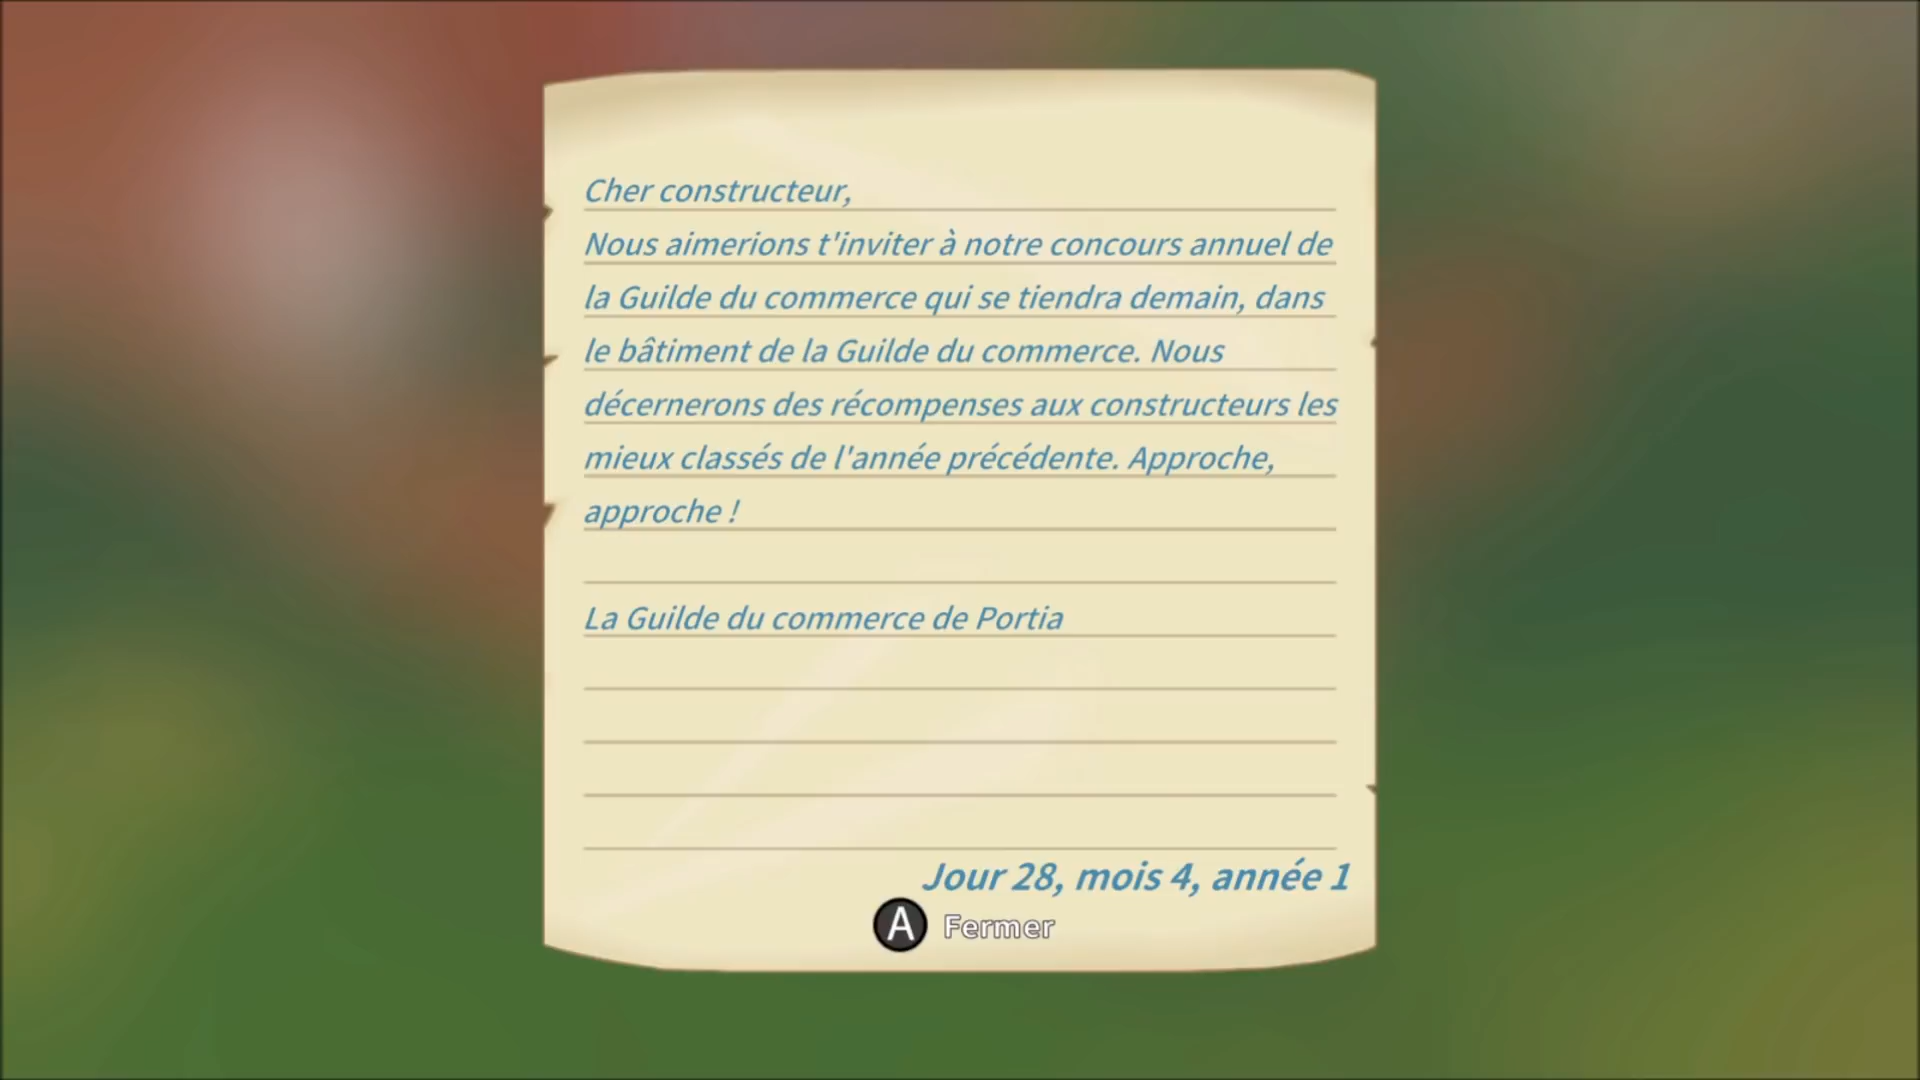 Cher constructeur,
Nous aimerions t'inviter à notre concours annuel de
la Guilde du commerce qui se tiendra demain, dans
le bâtiment de la Guilde du commerce. Nous
décernerons des récompenses aux constructeurs les
mieux classés de l'année précédente. Approche,
approche !
La Guilde du commerce de Portia
Jour 28, mois 4, année 1
A Fermer